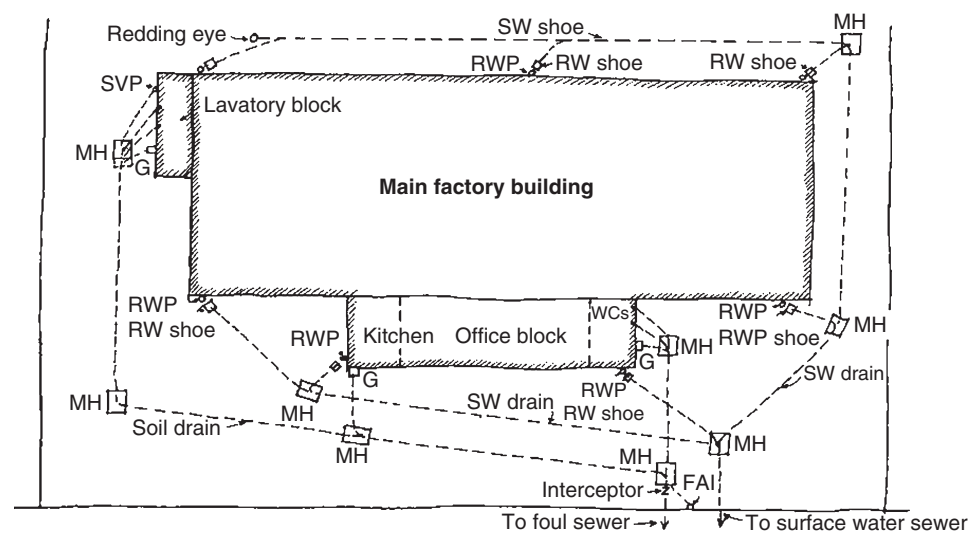 MH
SW shoe
Redding eye
RWP
RW shoe
RW shoe
SVP
Lavatory block
MH
G
Main factory building
RWP
RW shoe
RWP
Kitchen
Office block
WCs
MH
G
RWP
RWP shoe
MH
G
RWP
RW shoe
SW drain
MH
MH
SW drain
Soil drain
MH
MH
MH
FAI
Interceptor
To foul sewer
To surface water sewer